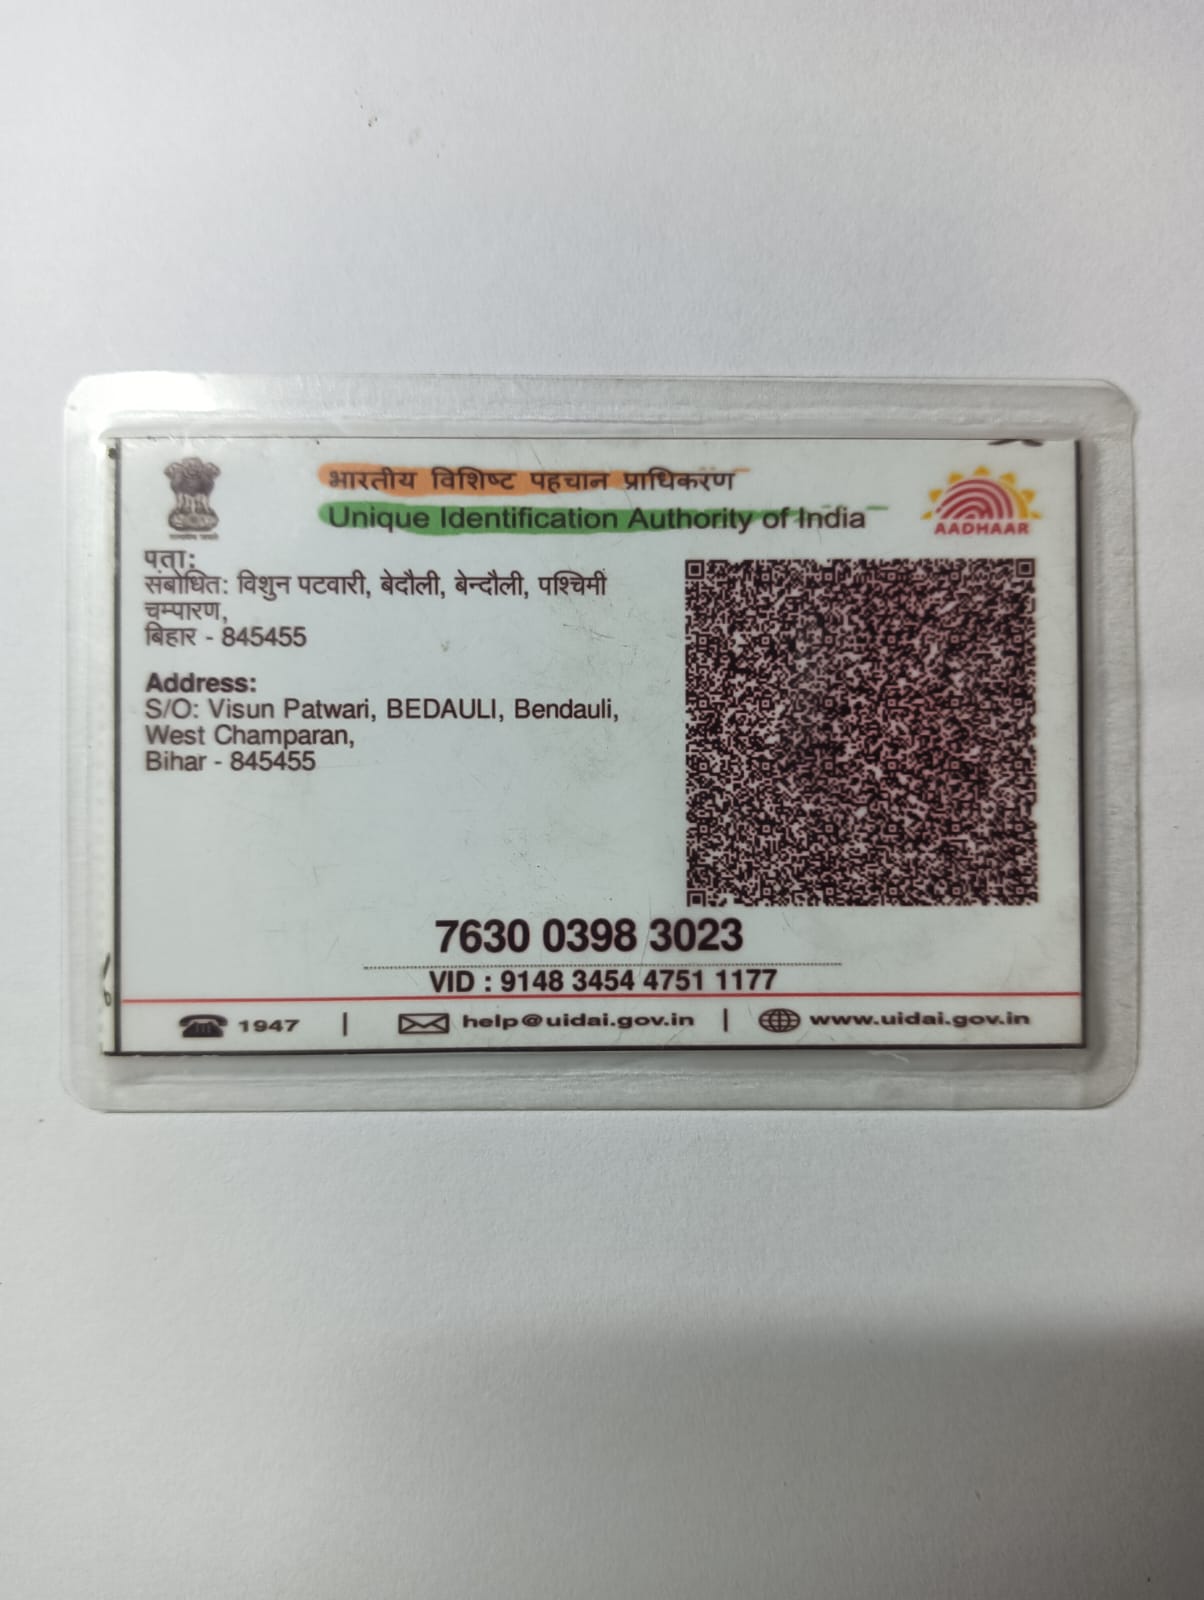 भारतीय विशिष्ट पहचान प्राधिकरण
Unique Identification Authority of India
AADHAAR
पता:
संबोधित: विशुन पटवारी, बेदौली, बेन्दौली, पश्चिमी
चम्पारण,
बिहार - 845455
Address:
S/O: Visun Patwari, BEDAULI, Bendauli,
West Champaran,
Bihar - 845455
7630 0398 3023
VID : 9148 3454 4751 1177
1947 | help@uidai.gov.in | www.uidai.gov.in